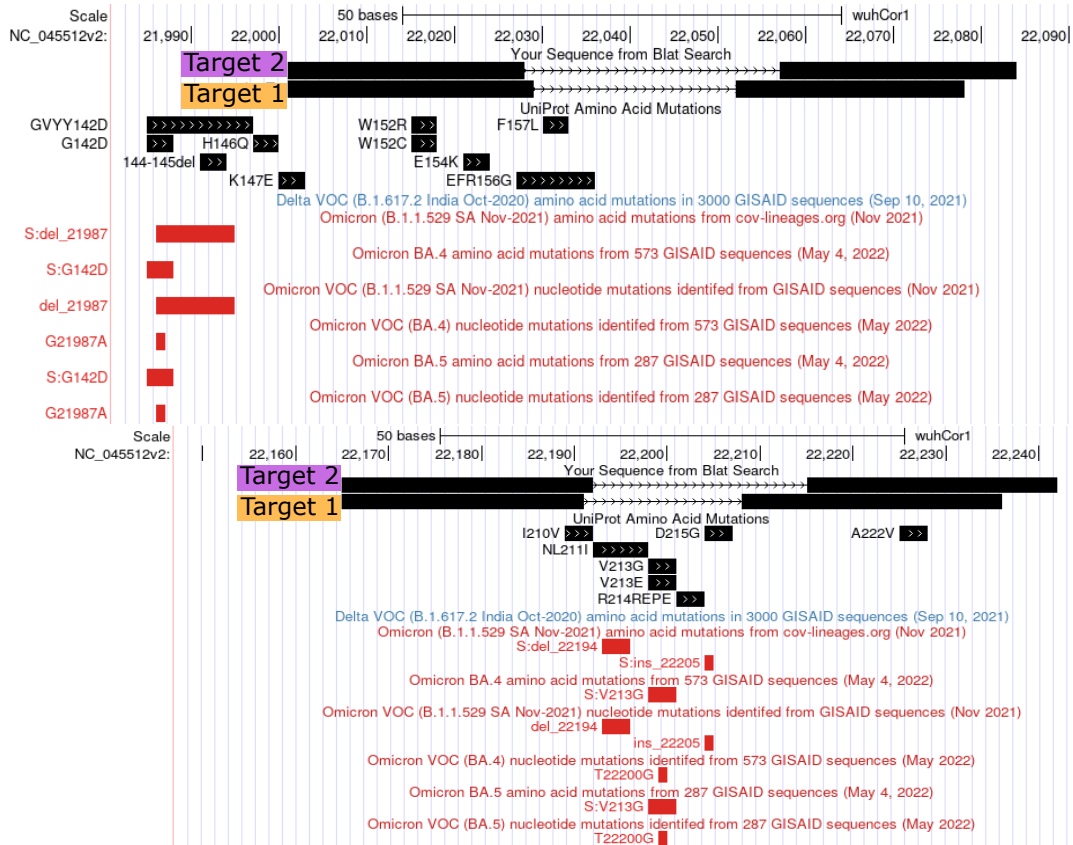 Scale 50 bases wuhCor1
NC_045512v2: 21,990 22,000 22,010 22,020 22,030 22,040 22,050 22,060 22,070 22,080 22,090
Your Sequence from Blat Search
Target 2
Target 1
UniProt Amino Acid Mutations
GVYY142D W152R F157L
G142D H146Q W152C
144-145del E154K
K147E EFR156G
Delta VOC (B.1.617.2 India Oct-2020) amino acid mutations in 3000 GISAID sequences (Sep 10, 2021)
Omicron (B.1.1.529 SA Nov-2021) amino acid mutations from cov-lineages.org (Nov 2021)
S:del_21987
Omicron BA.4 amino acid mutations from 573 GISAID sequences (May 4, 2022)
S:G142D
Omicron VOC (B.1.1.529 SA Nov-2021) nucleotide mutations identifed from GISAID sequences (Nov 2021)
del_21987
Omicron VOC (BA.4) nucleotide mutations identifed from 573 GISAID sequences (May 2022)
G21987A
Omicron BA.5 amino acid mutations from 287 GISAID sequences (May 4, 2022)
S:G142D
Omicron VOC (BA.5) nucleotide mutations identifed from 287 GISAID sequences (May 2022)
G21987A
Scale 50 bases wuhCor1
NC_045512v2: 22,160 22,170 22,180 22,190 22,200 22,210 22,220 22,230 22,240
Your Sequence from Blat Search
Target 2
Target 1
UniProt Amino Acid Mutations
I210V D215G A222V
NL211I
V213G
V213E
R214REPE
Delta VOC (B.1.617.2 India Oct-2020) amino acid mutations in 3000 GISAID sequences (Sep 10, 2021)
Omicron (B.1.1.529 SA Nov-2021) amino acid mutations from cov-lineages.org (Nov 2021)
S:del_22194
S:ins_22205
Omicron BA.4 amino acid mutations from 573 GISAID sequences (May 4, 2022)
S:V213G
Omicron VOC (B.1.1.529 SA Nov-2021) nucleotide mutations identifed from GISAID sequences (Nov 2021)
del_22194
ins_22205
Omicron VOC (BA.4) nucleotide mutations identifed from 573 GISAID sequences (May 2022)
T22200G
Omicron BA.5 amino acid mutations from 287 GISAID sequences (May 4, 2022)
S:V213G
Omicron VOC (BA.5) nucleotide mutations identifed from 287 GISAID sequences (May 2022)
T22200G